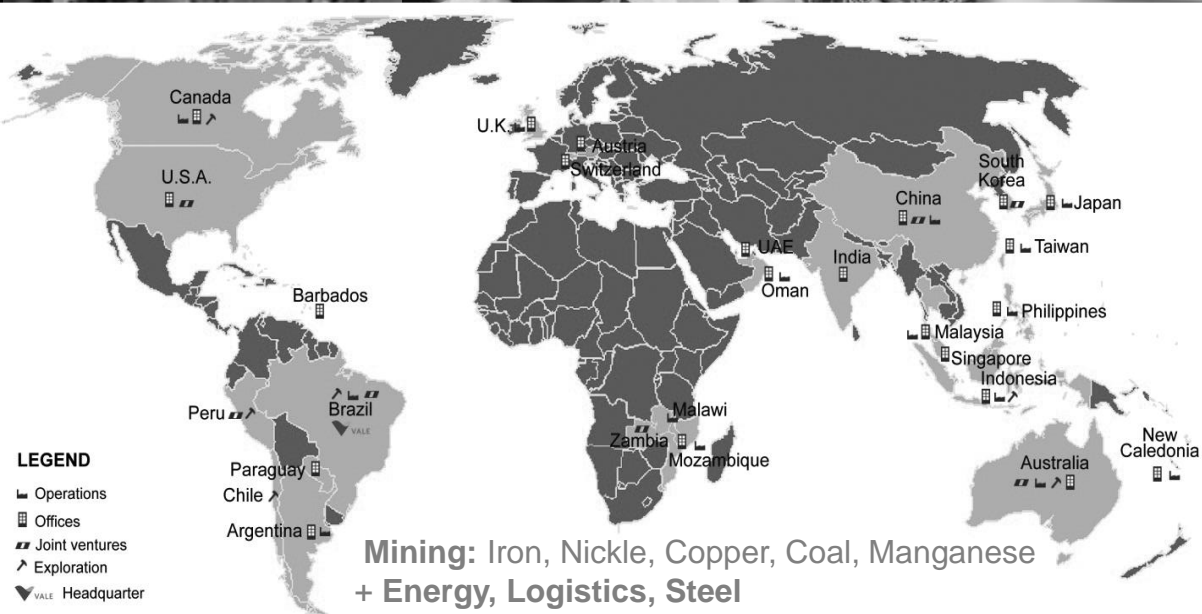 Canada
U.S.A.
Barbados
Peru
Brazil
VALE
Paraguay
Chile
Argentina
U.K.
Austria
Switzerland
UAE
Oman
India
China
South
Korea
Japan
Taiwan
Philippines
Malaysia
Singapore
Indonesia
Malawi
Zambia
Mozambique
Australia
New
Caledonia
LEGEND
Operations
Offices
Joint ventures
Exploration
VALE Headquarter
Mining: Iron, Nickle, Copper, Coal, Manganese
+ Energy, Logistics, Steel